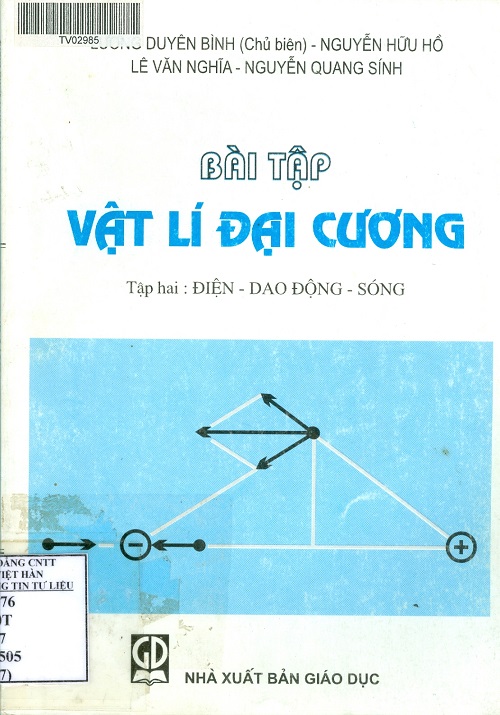 TV02985
LƯƠNG DUYÊN BÌNH (Chủ biên) - NGUYỄN HỮU HỒ
LÊ VĂN NGHĨA - NGUYỄN QUANG SÍNH
BÀI TẬP
VẬT LÍ ĐẠI CƯƠNG
Tập hai : ĐIỆN - DAO ĐỘNG - SÓNG
ĐẲNG CNTT
VIỆT HÀN
G TIN TƯ LIỆU
76
T
7
505
7)
GD
NHÀ XUẤT BẢN GIÁO DỤC